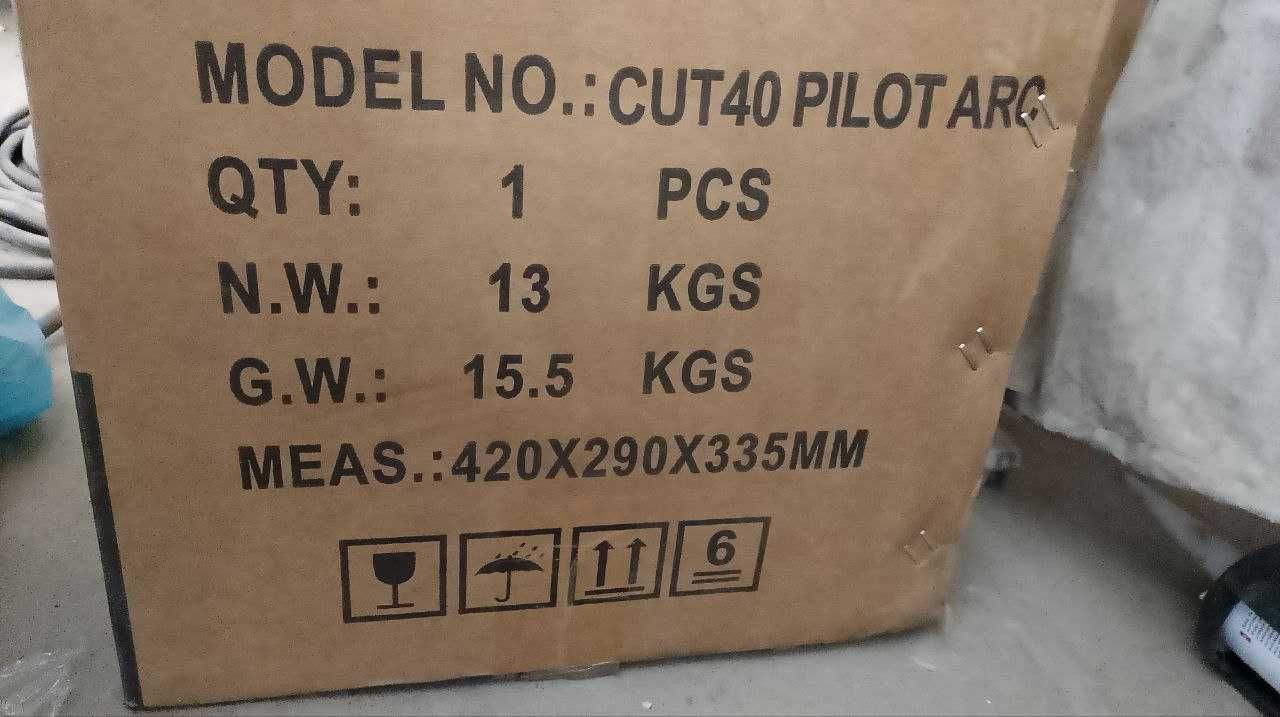 MODEL NO.:CUT40 PILOT ARC
QTY: 1 PCS
N.W.: 13 KGS
G.W.: 15.5 KGS
MEAS.:420X290X335MM
6